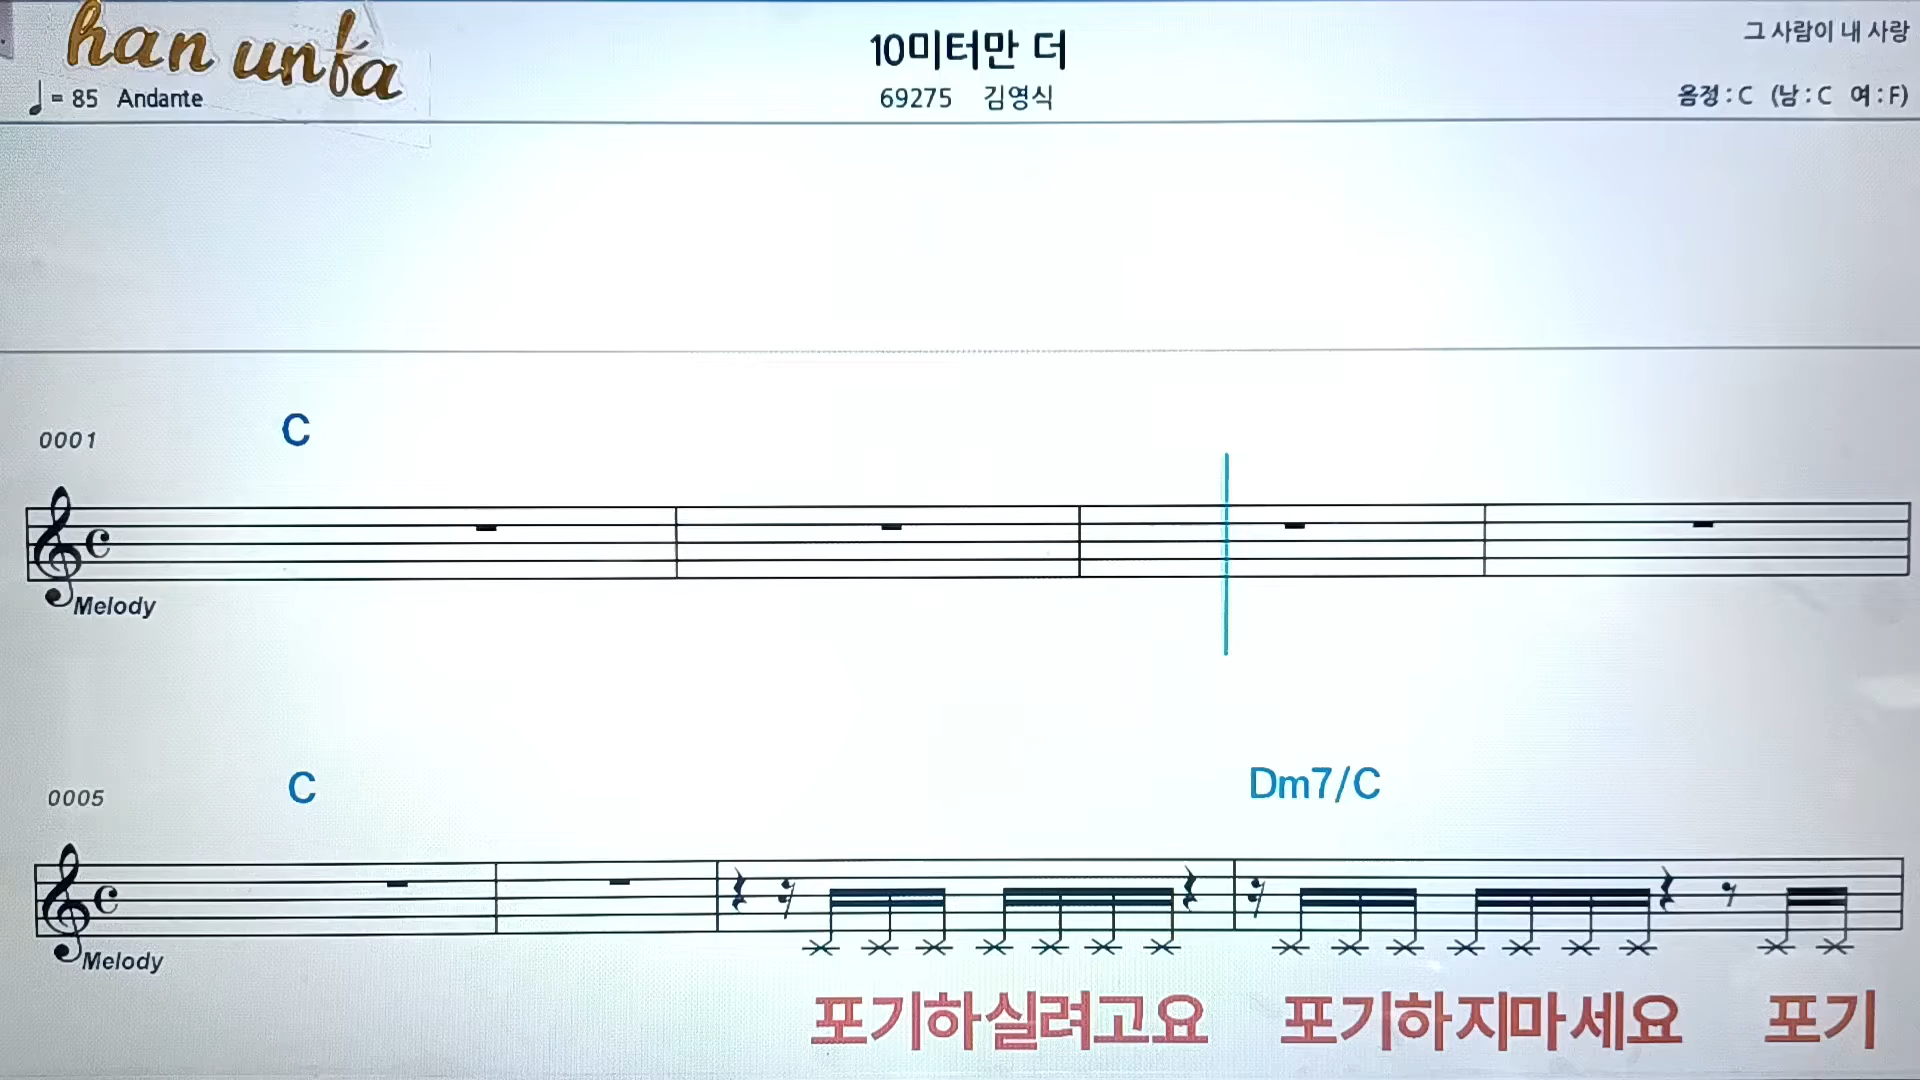 han unfa
10미터만 더
그 사람이 내 사랑
♩= 85 Andante
69275 김영식
음정 : C (남 : C 여 : F)
0001 C
Melody
0005 C Dm7/C
Melody
포기하실려고요 포기하지마세요 포기